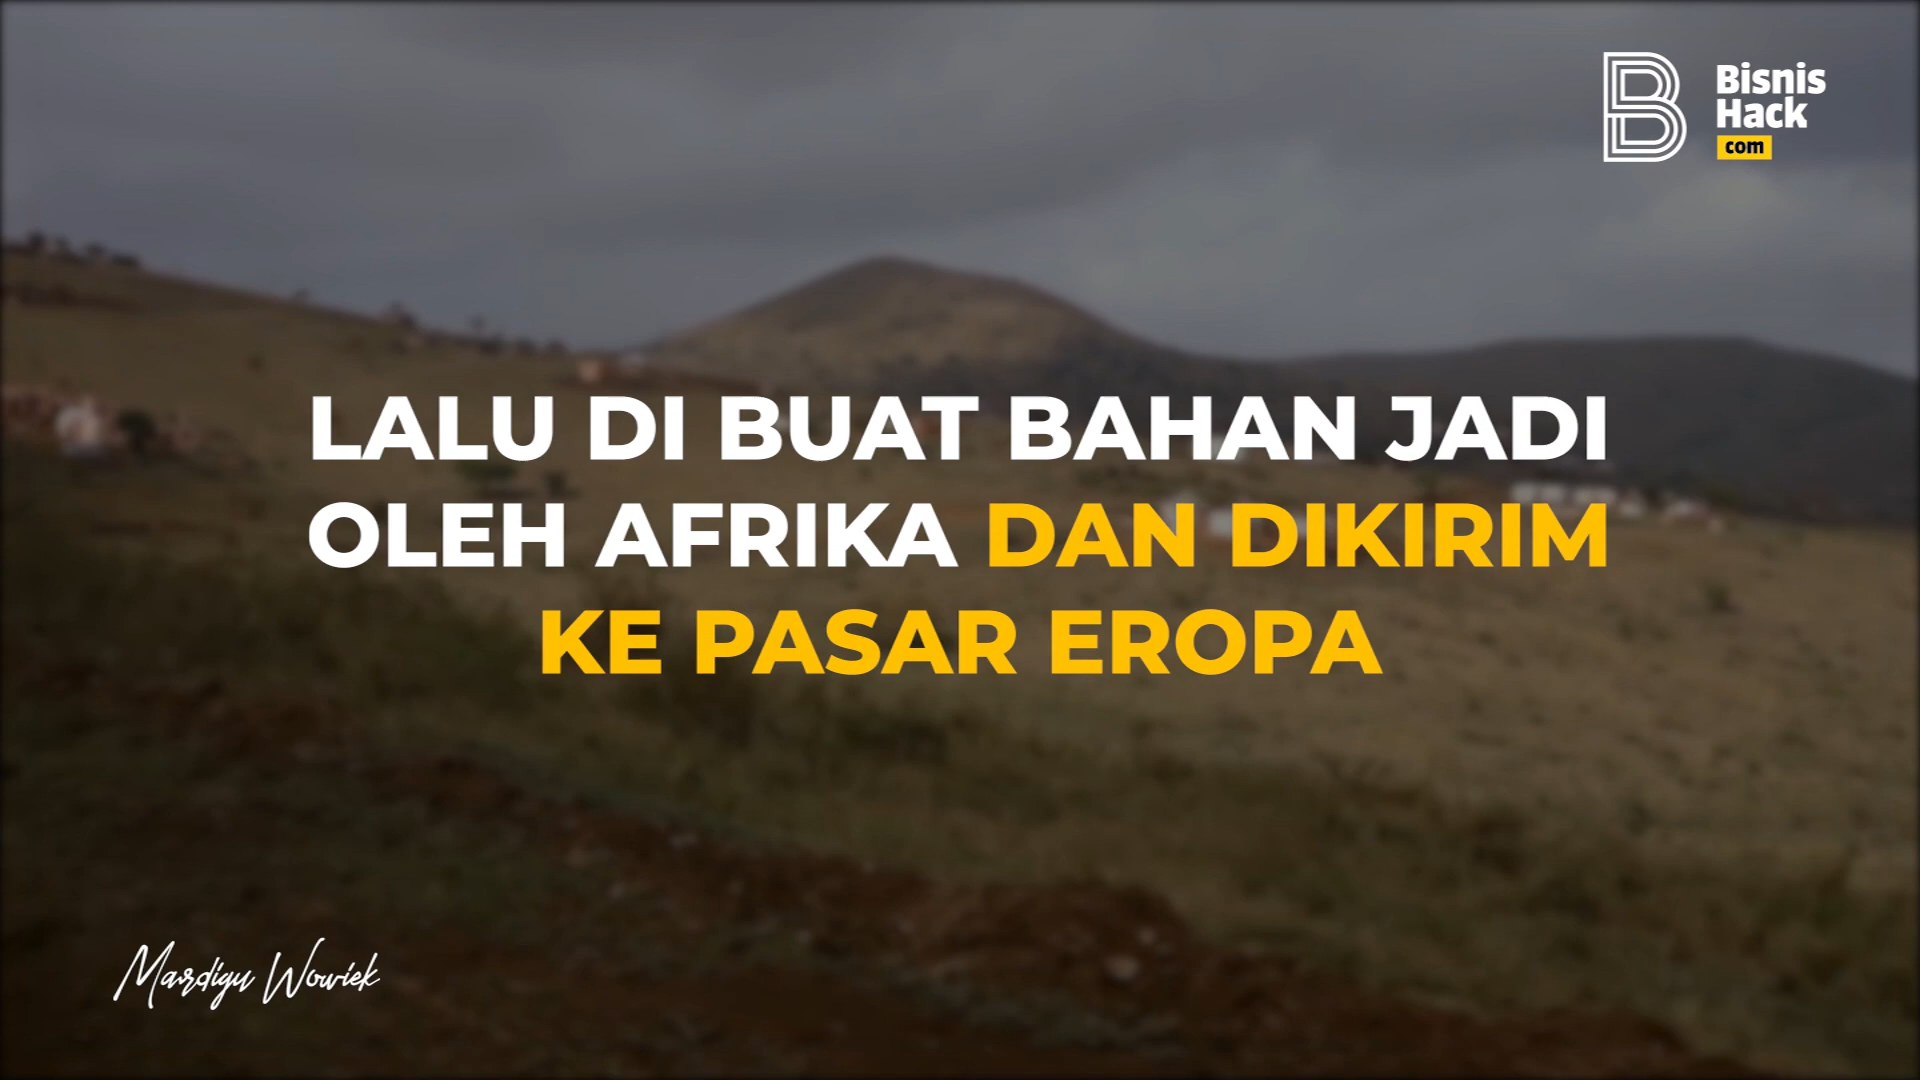 Bisnis
Hack
com
LALU DI BUAT BAHAN JADI
OLEH AFRIKA DAN DIKIRIM
KE PASAR EROPA
Mardigu Wowiek